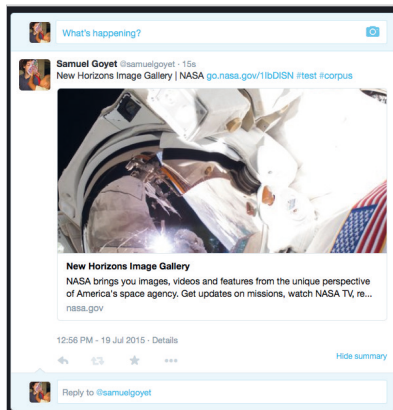 What's happening?
Samuel Goyet @samuelgoyet · 15s
New Horizons Image Gallery | NASA go.nasa.gov/1IbDISN #test #corpus
New Horizons Image Gallery
NASA brings you images, videos and features from the unique perspective
of America's space agency. Get updates on missions, watch NASA TV, re...
nasa.gov
12:56 PM - 19 Jul 2015 · Details
Hide summary
Reply to @samuelgoyet